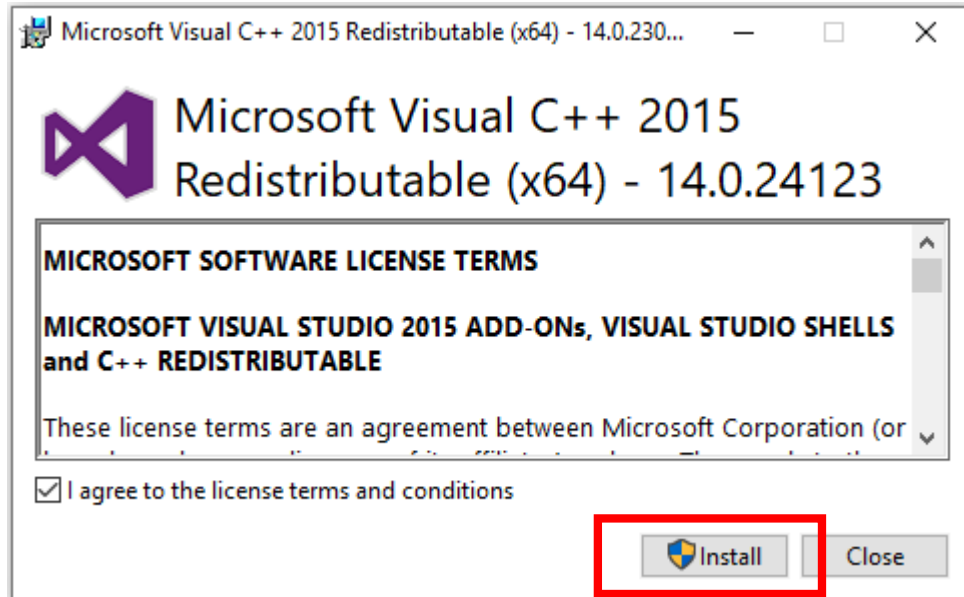 Microsoft Visual C++ 2015 Redistributable (x64) - 14.0.230...
Microsoft Visual C++ 2015
Redistributable (x64) - 14.0.24123
MICROSOFT SOFTWARE LICENSE TERMS
MICROSOFT VISUAL STUDIO 2015 ADD-ONs, VISUAL STUDIO SHELLS
and C++ REDISTRIBUTABLE
These license terms are an agreement between Microsoft Corporation (or
I agree to the license terms and conditions
Install Close